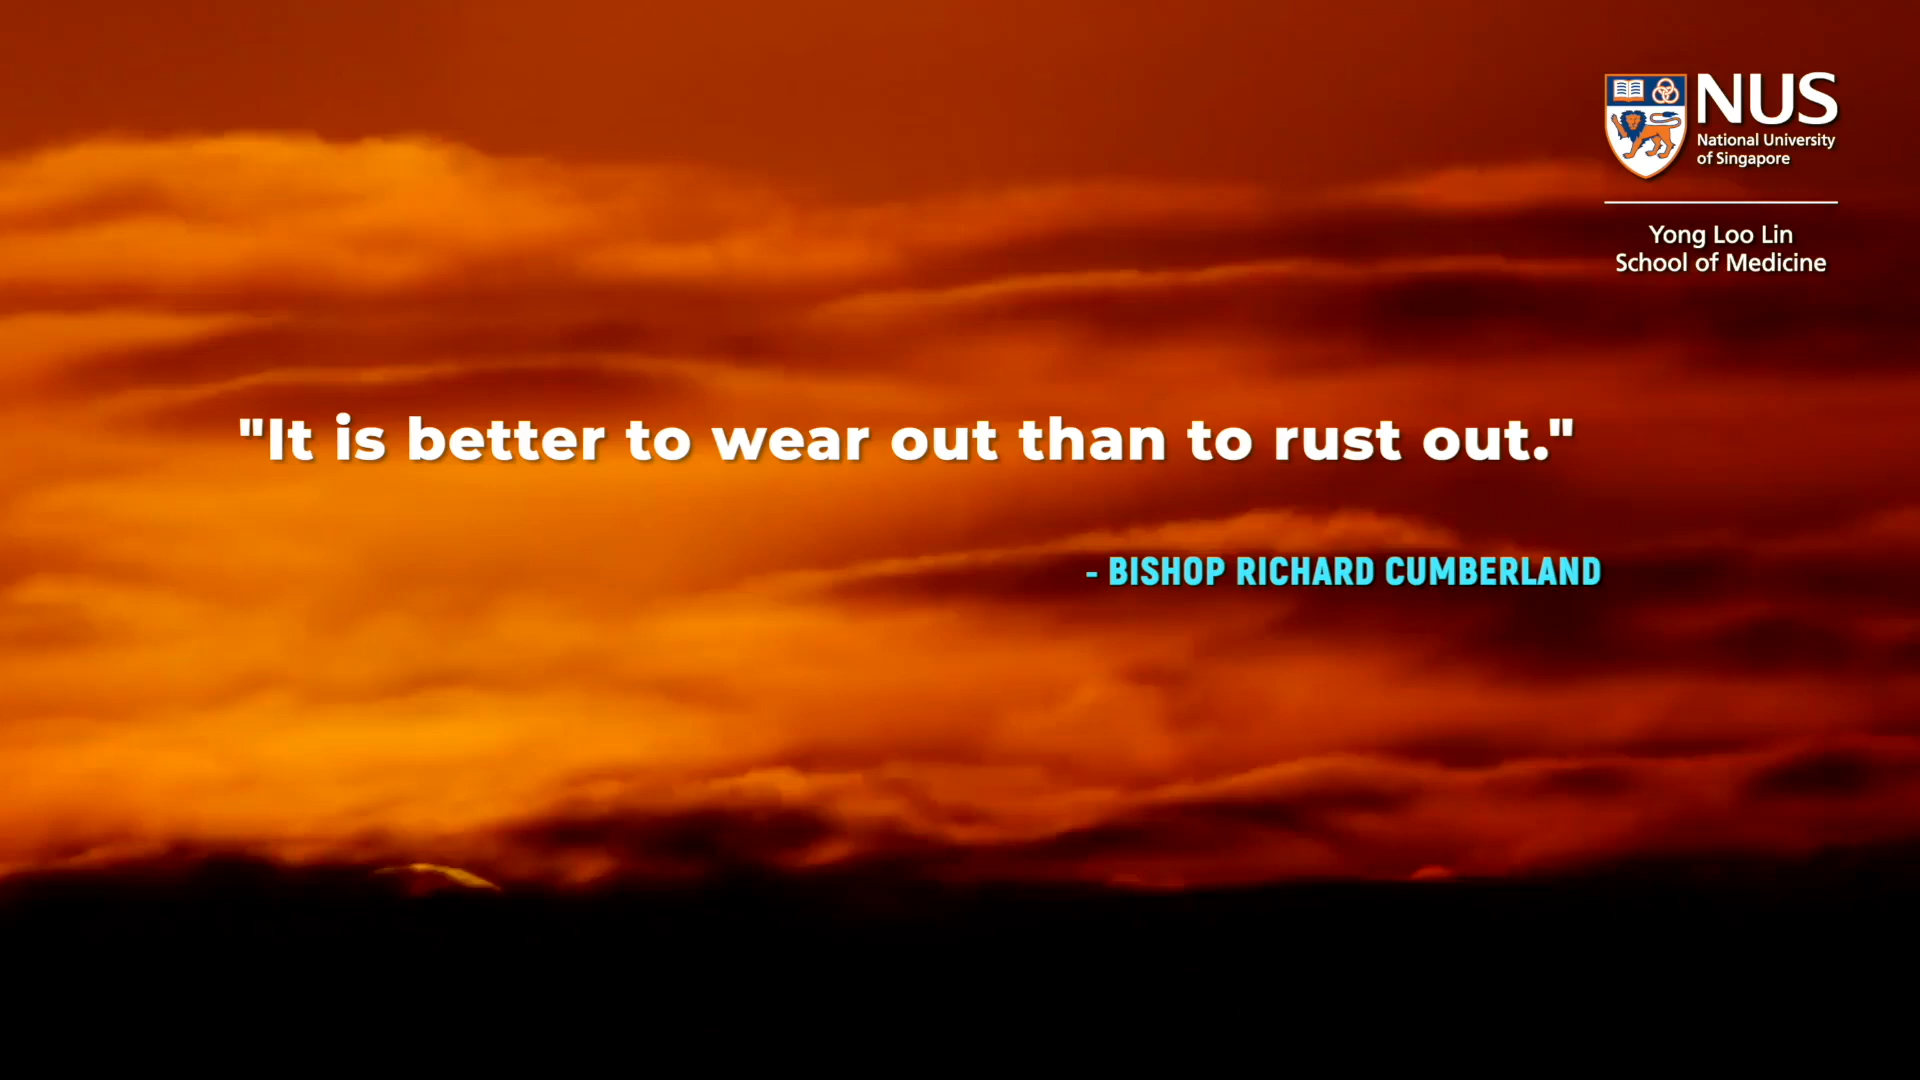 NUS
National University
of Singapore
Yong Loo Lin
School of Medicine
"It is better to wear out than to rust out."
- BISHOP RICHARD CUMBERLAND